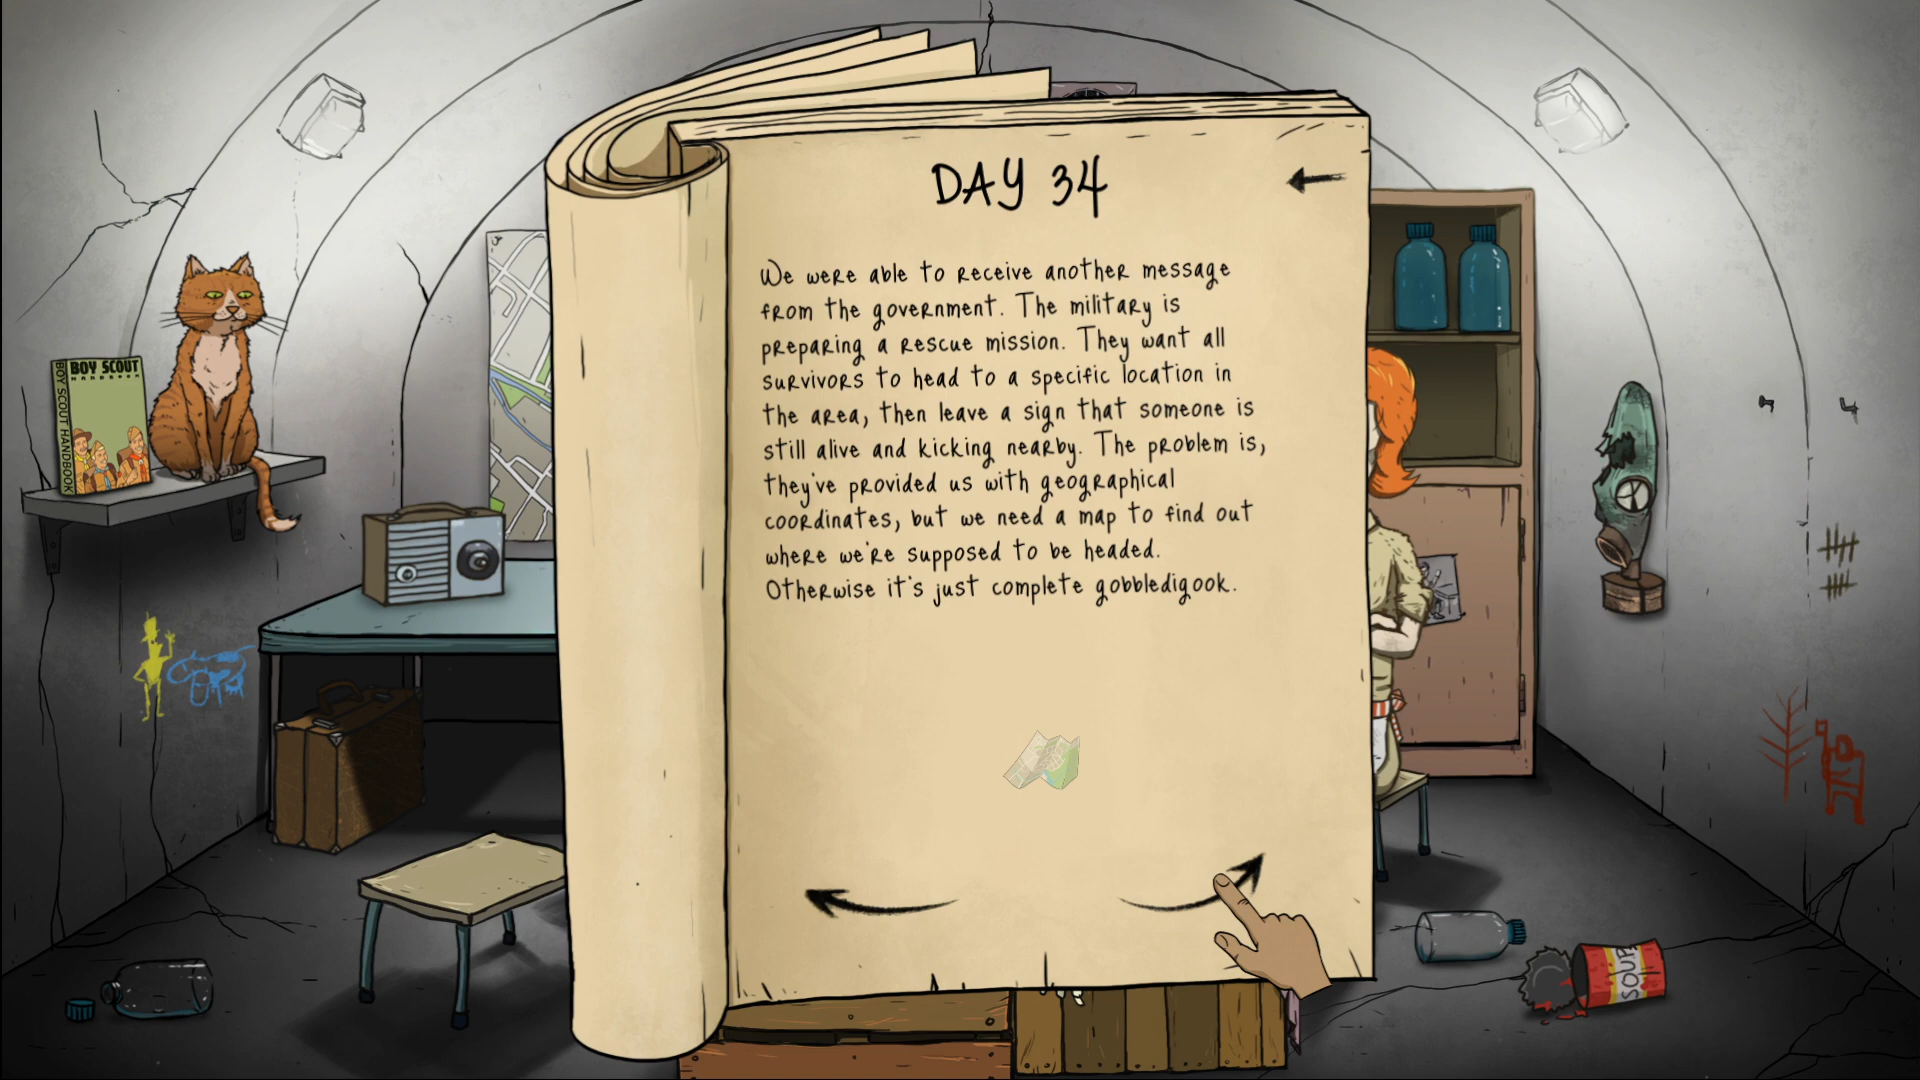 DAY 34
We were able to receive another message
from the government. The military is
preparing a rescue mission. They want all
survivors to head to a specific location in
the area, then leave a sign that someone is
still alive and kicking nearby. The problem is,
they've provided us with geographical
coordinates, but we need a map to find out
where we're supposed to be headed.
Otherwise it's just complete gobbledigook.
BOY SCOUT
HANDBOOK
BOY SCOUT HANDBOOK
SOUP